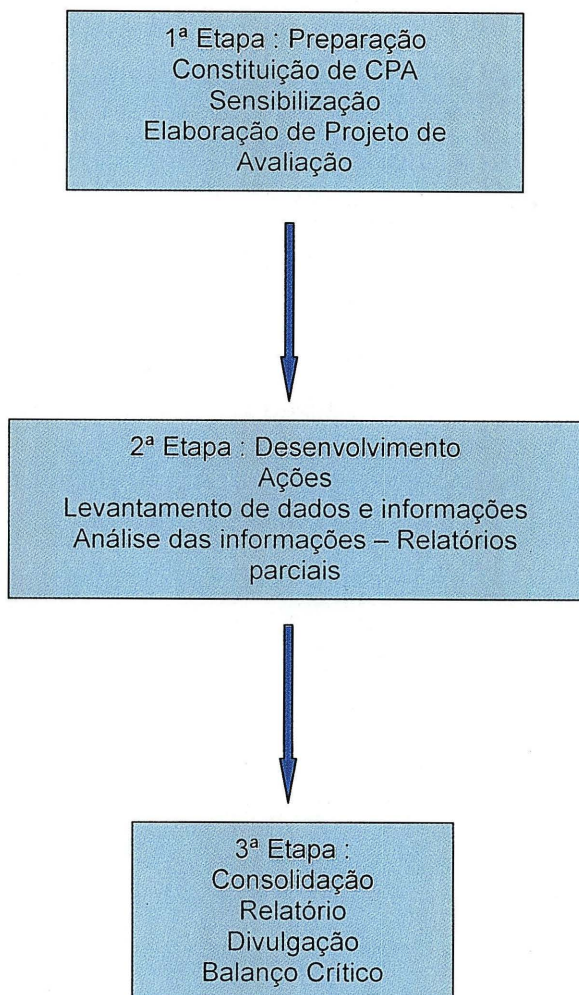 1ª Etapa : Preparação
Constituição de CPA
Sensibilização
Elaboração de Projeto de
Avaliação
2ª Etapa : Desenvolvimento
Ações
Levantamento de dados e informações
Análise das informações – Relatórios
parciais
3ª Etapa :
Consolidação
Relatório
Divulgação
Balanço Crítico